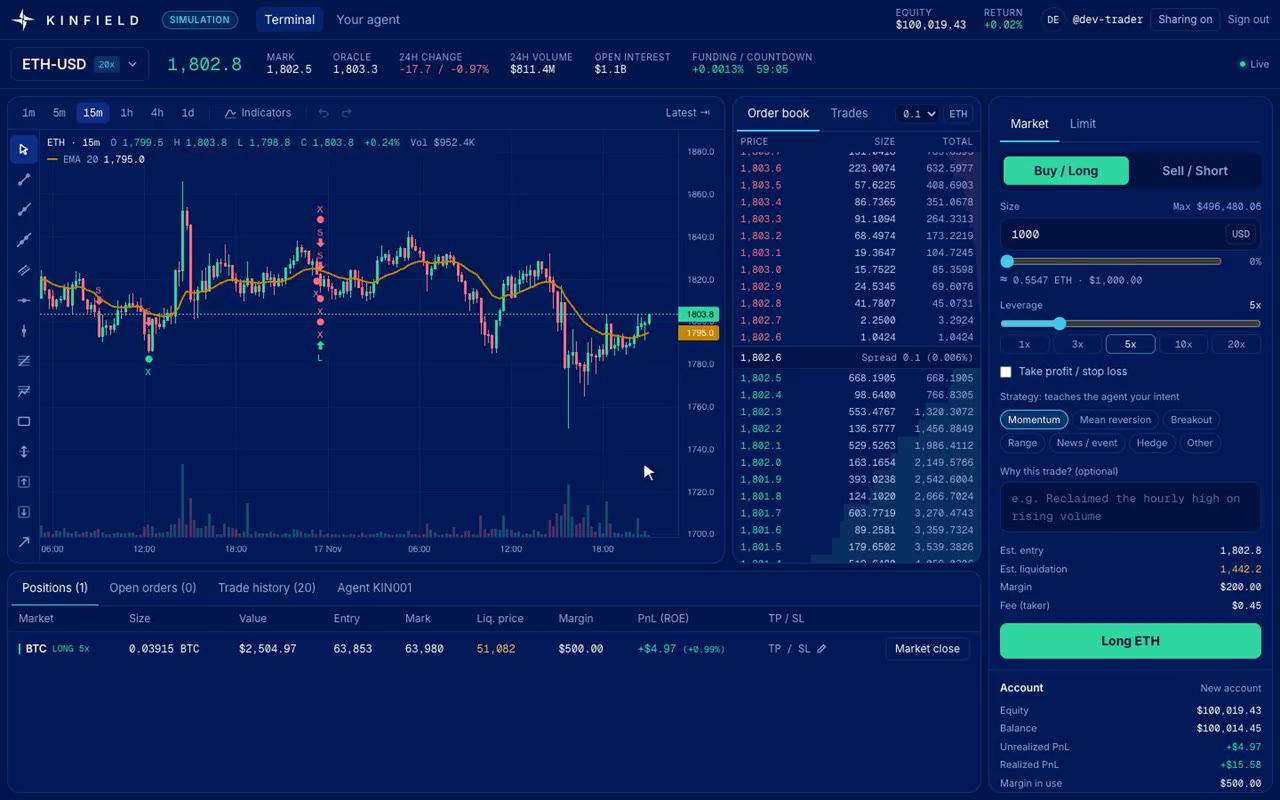 KINFIELD SIMULATION Terminal Your agent
EQUITY
$100,019.43
RETURN
+0.02%
DE @dev-trader Sharing on Sign out
ETH-USD 20x
1,802.8
MARK
1,802.5
ORACLE
1,803.3
24H CHANGE
-17.7 / -0.97%
24H VOLUME
$811.4M
OPEN INTEREST
$1.1B
FUNDING / COUNTDOWN
+0.0013% 59:05
Live
1m 5m 15m 1h 4h 1d Indicators Latest
ETH · 15m O 1,799.5 H 1,803.8 L 1,798.8 C 1,803.8 +0.24% Vol $952.4K
EMA 20 1,795.0
1880.0
1860.0
1840.0
1820.0
1803.8
1795.0
1780.0
1760.0
1740.0
1720.0
1700.0
S
X
X
S
X
X
L
06:00 12:00 18:00 17 Nov 06:00 12:00 18:00
Order book Trades 0.1 ETH
PRICE SIZE TOTAL
1,803.6 223.9074 632.5977
1,803.5 57.6225 408.6903
1,803.4 86.7365 351.0678
1,803.3 91.1094 264.3313
1,803.2 68.4974 173.2219
1,803.1 19.3647 104.7245
1,803.0 15.7522 85.3598
1,802.9 24.5345 69.6076
1,802.8 41.7807 45.0731
1,802.7 2.2500 3.2924
1,802.6 1.0424 1.0424
1,802.6 Spread 0.1 (0.006%)
1,802.5 668.1905 668.1905
1,802.4 98.6400 766.8305
1,802.3 553.4767 1,320.3072
1,802.2 136.5777 1,456.8849
1,802.1 529.5263 1,986.4112
1,802.0 163.1654 2,149.5766
1,801.9 393.0238 2,542.6004
1,801.8 124.1020 2,666.7024
1,801.7 603.7719 3,270.4743
1,801.6 89.2581 3,359.7324
1,801.5 179.6502 3,539.3826
Market Limit
Buy / Long Sell / Short
Size Max $496,480.06
1000 USD
0%
≈ 0.5547 ETH · $1,000.00
Leverage 5x
1x 3x 5x 10x 20x
Take profit / stop loss
Strategy: teaches the agent your intent
Momentum Mean reversion Breakout
Range News / event Hedge Other
Why this trade? (optional)
e.g. Reclaimed the hourly high on
rising volume
Est. entry 1,802.8
Est. liquidation 1,442.2
Margin $200.00
Fee (taker) $0.45
Long ETH
Account New account
Equity $100,019.43
Balance $100,014.45
Unrealized PnL +$4.97
Realized PnL +$15.58
Margin in use $500.00
Positions (1) Open orders (0) Trade history (20) Agent KIN001
Market Size Value Entry Mark Liq. price Margin PnL (ROE) TP / SL
BTC LONG 5x 0.03915 BTC $2,504.97 63,853 63,980 51,082 $500.00 +$4.97 (+0.99%) TP / SL Market close